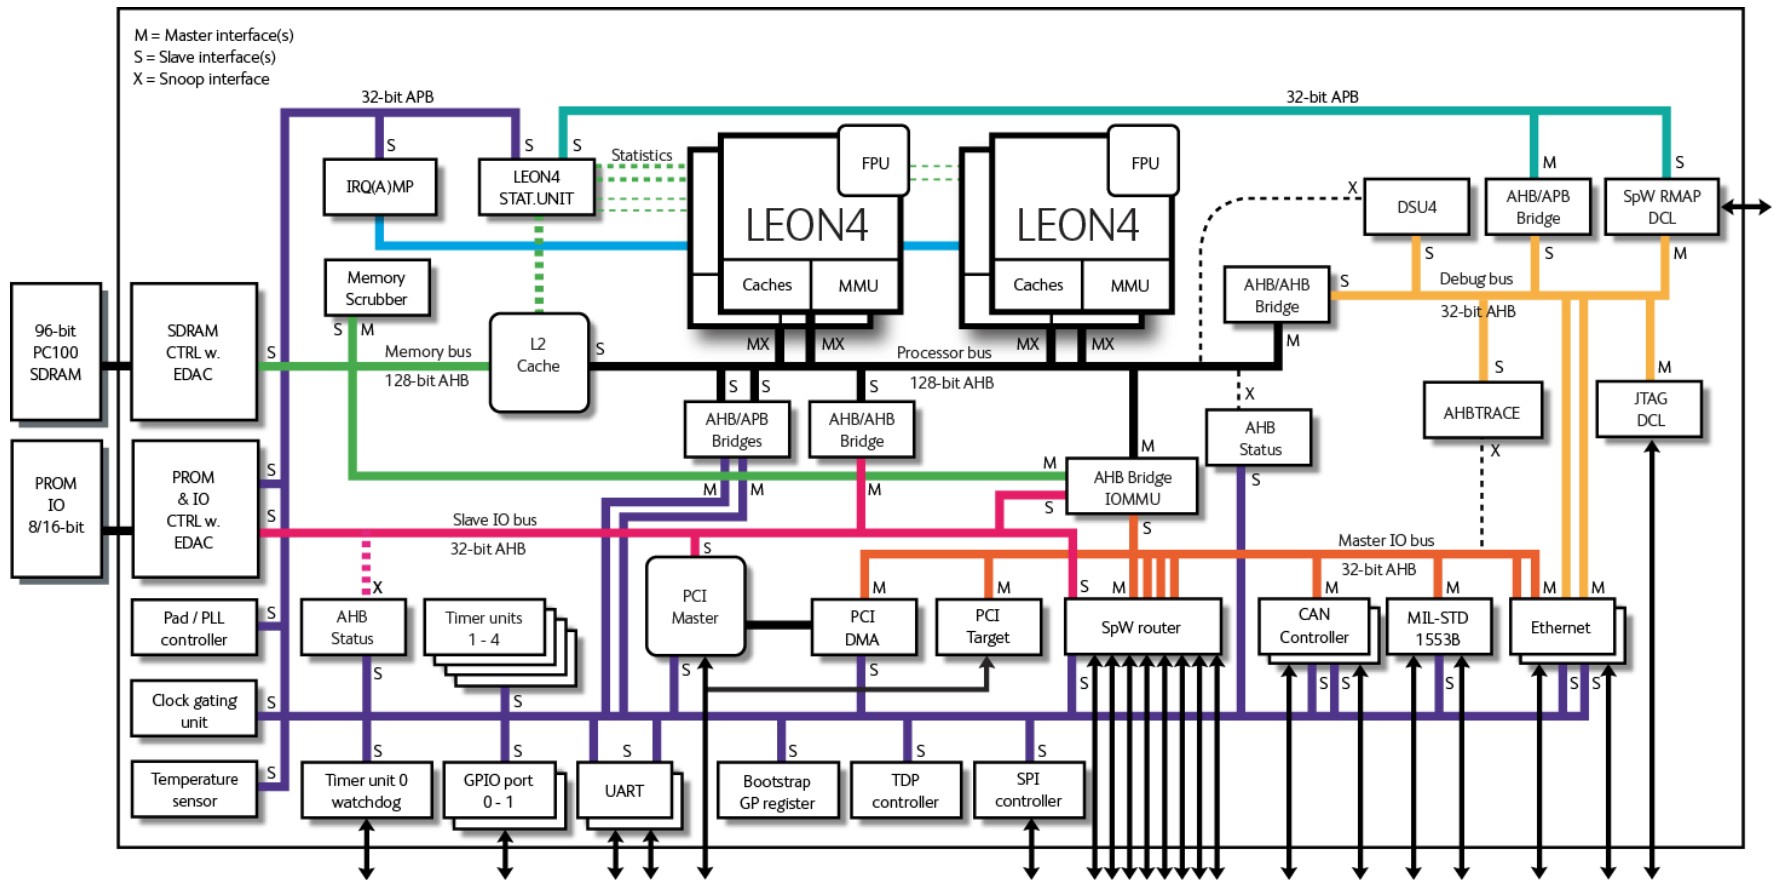 M = Master interface(s)
S = Slave interface(s)
X = Snoop interface
32-bit APB
32-bit APB
S
S
S
Statistics
FPU
FPU
M
S
IRQ(A)MP
LEON4
STAT.UNIT
LEON4
LEON4
X
DSU4
AHB/APB
Bridge
SpW RMAP
DCL
S
S
M
Memory
Scrubber
Caches
MMU
Caches
MMU
AHB/AHB
Bridge
S
Debug bus
32-bit AHB
96-bit
PC100
SDRAM
SDRAM
CTRL w.
EDAC
S
S
M
Memory bus
128-bit AHB
L2
Cache
S
MX
MX
Processor bus
128-bit AHB
MX
MX
M
S
S
S
X
S
M
AHB/APB
Bridges
AHB/AHB
Bridge
AHB
Status
AHBTRACE
JTAG
DCL
PROM
IO
8/16-bit
PROM
& IO
CTRL w.
EDAC
S
S
M
M
M
M
M
AHB Bridge
IOMMU
S
S
S
X
Slave IO bus
32-bit AHB
Master IO bus
32-bit AHB
X
S
M
M
S
M
M
M
M
M
Pad / PLL
controller
S
AHB
Status
Timer units
1 - 4
PCI
Master
PCI
DMA
PCI
Target
SpW router
CAN
Controller
MIL-STD
1553B
Ethernet
S
S
S
S
S
S
S
S
S
Clock gating
unit
S
S
Temperature
sensor
S
S
S
S
S
S
S
Timer unit 0
watchdog
GPIO port
0 - 1
UART
Bootstrap
GP register
TDP
controller
SPI
controller